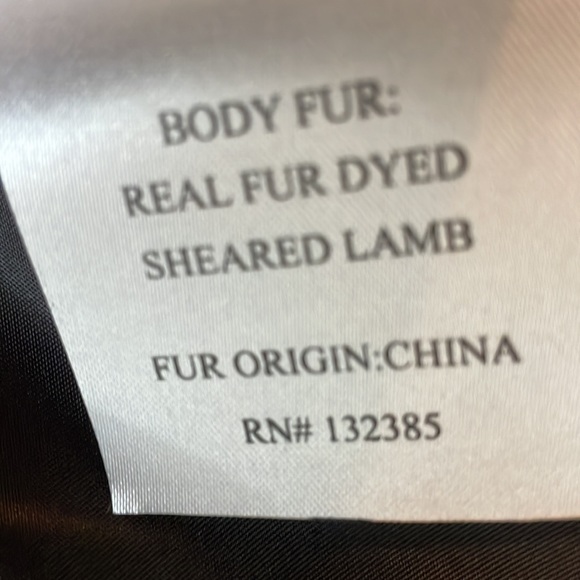 BODY FUR:
REAL FUR DYED
SHEARED LAMB
FUR ORIGIN:CHINA
RN# 132385